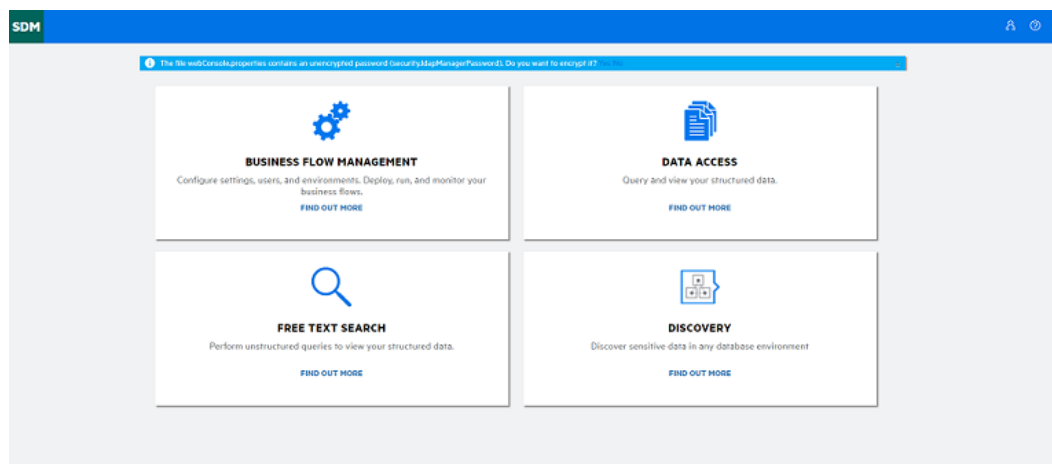 SDM
The file webConsole.properties contains an unencrypted password (security.ldapManagerPassword). Do you want to encrypt it? Yes No
BUSINESS FLOW MANAGEMENT
Configure settings, users, and environments. Deploy, run, and monitor your
business flows.
FIND OUT MORE
DATA ACCESS
Query and view your structured data.
FIND OUT MORE
FREE TEXT SEARCH
Perform unstructured queries to view your structured data.
FIND OUT MORE
DISCOVERY
Discover sensitive data in any database environment
FIND OUT MORE